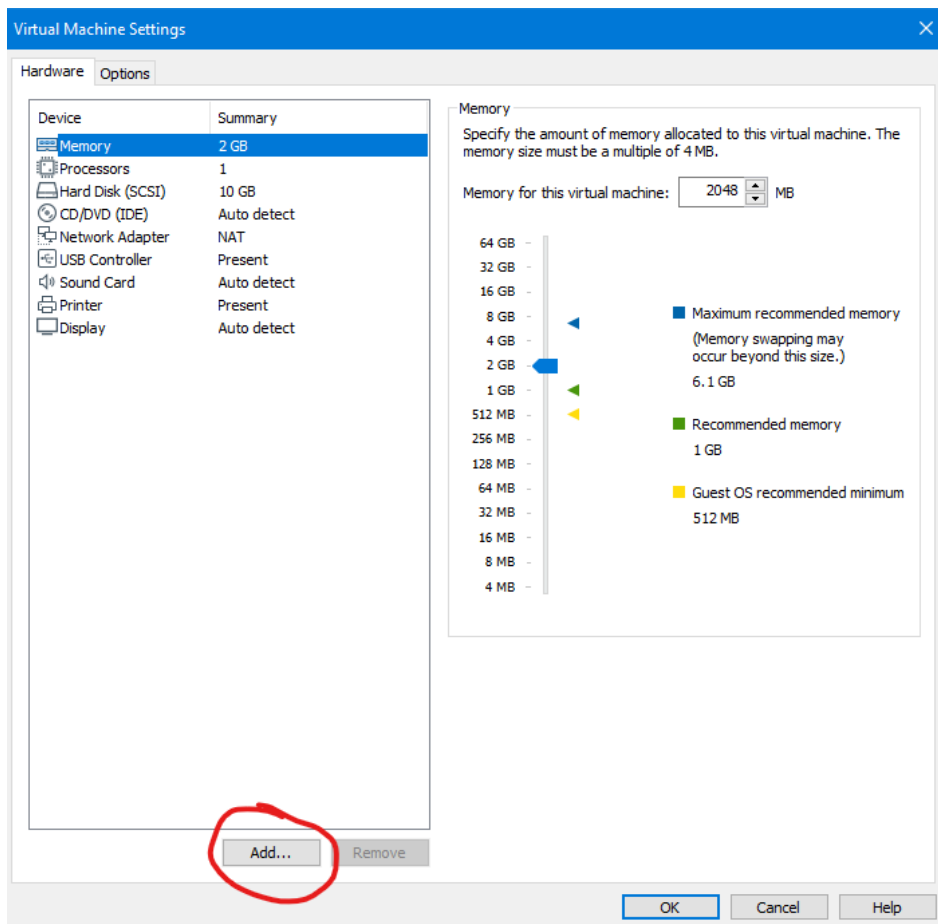 Virtual Machine Settings
Hardware
Options
Device Summary
Memory 2 GB
Processors 1
Hard Disk (SCSI) 10 GB
CD/DVD (IDE) Auto detect
Network Adapter NAT
USB Controller Present
Sound Card Auto detect
Printer Present
Display Auto detect
Add...
Remove
Memory
Specify the amount of memory allocated to this virtual machine. The
memory size must be a multiple of 4 MB.
Memory for this virtual machine: 2048 MB
64 GB
32 GB
16 GB
8 GB
4 GB
2 GB
1 GB
512 MB
256 MB
128 MB
64 MB
32 MB
16 MB
8 MB
4 MB
Maximum recommended memory
(Memory swapping may
occur beyond this size.)
6.1 GB
Recommended memory
1 GB
Guest OS recommended minimum
512 MB
OK
Cancel
Help